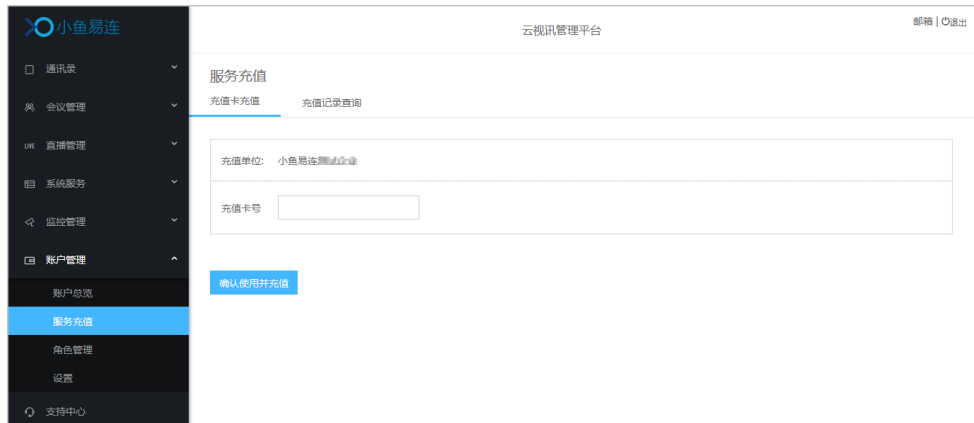 小鱼易连
云视讯管理平台
邮箱 | 退出
通讯录
会议管理
LIVE 直播管理
系统服务
监控管理
账户管理
账户总览
服务充值
角色管理
设置
支持中心
服务充值
充值卡充值 充值记录查询
充值单位: 小鱼易连
充值卡号
确认使用并充值